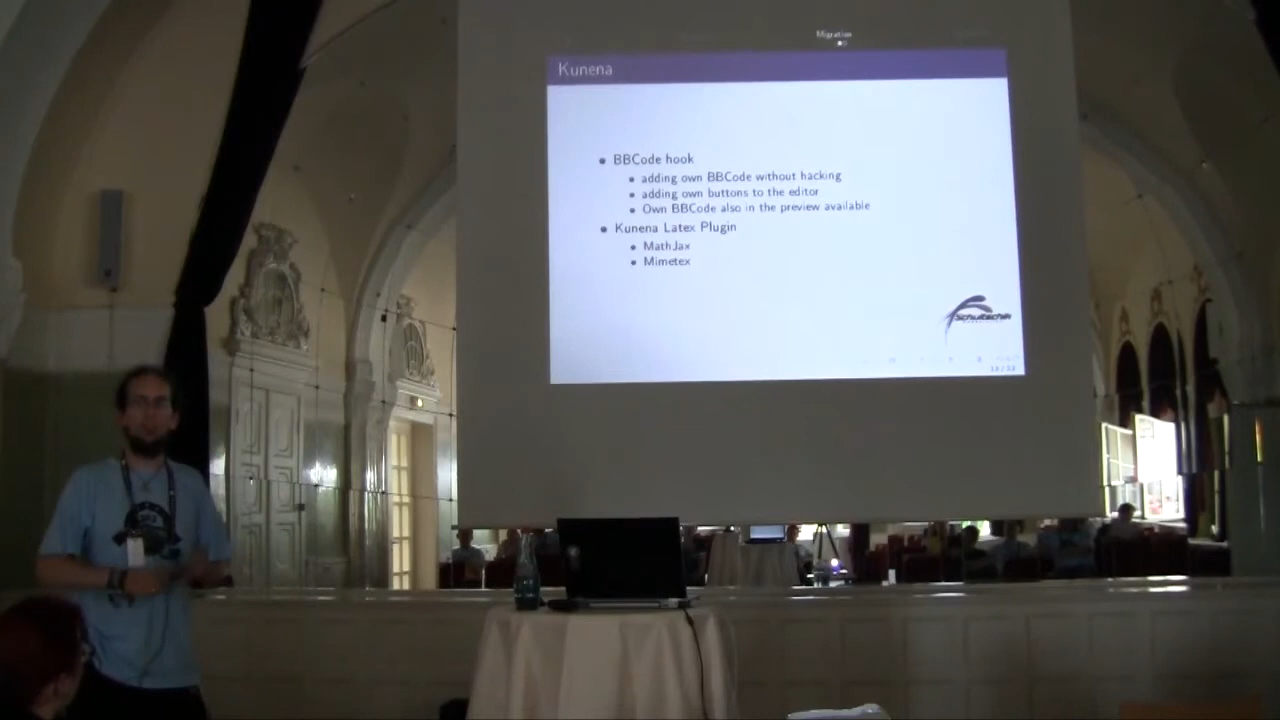 Migration
Kunena
BBCode hook
adding own BBCode without hacking
adding own buttons to the editor
Own BBCode also in the preview available
Kunena Latex Plugin
MathJax
Mimetex
Schultschik